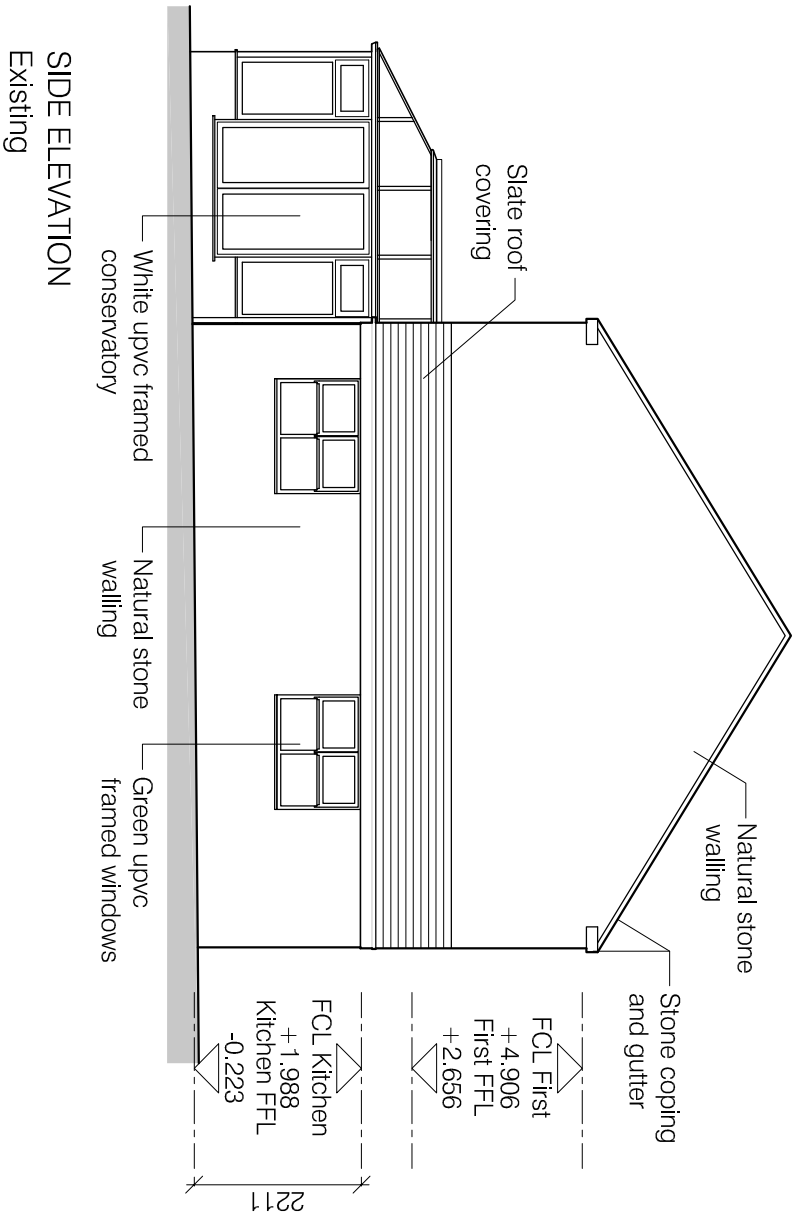 Natural stone
walling
Stone coping
and gutter
Slate roof
covering
FCL First
+4.906
First FFL
+2.656
FCL Kitchen
+1.988
Kitchen FFL
-0.223
2211
White upvc framed
conservatory
Natural stone
walling
Green upvc
framed windows
SIDE ELEVATION
Existing